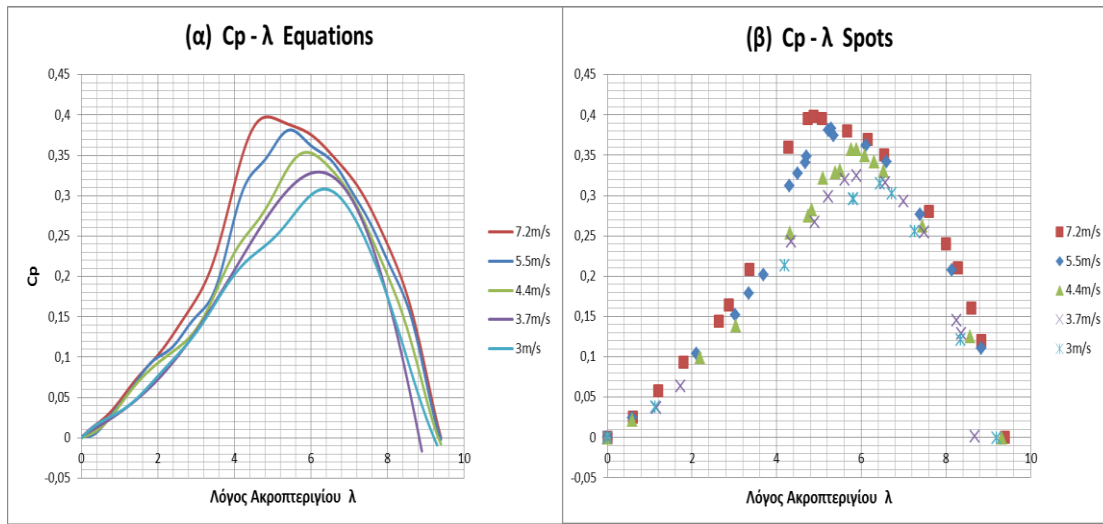 (α) Cp - λ Equations
0,45
0,4
0,35
0,3
0,25
0,2
0,15
0,1
0,05
0
-0,05
Cp
0 2 4 6 8 10
Λόγος Ακροπτεριγίου λ
7.2m/s
5.5m/s
4.4m/s
3.7m/s
3m/s
(β) Cp - λ Spots
0,45
0,4
0,35
0,3
0,25
0,2
0,15
0,1
0,05
0
-0,05
0 2 4 6 8 10
Λόγος Ακροπτεριγίου λ
7.2m/s
5.5m/s
4.4m/s
3.7m/s
3m/s